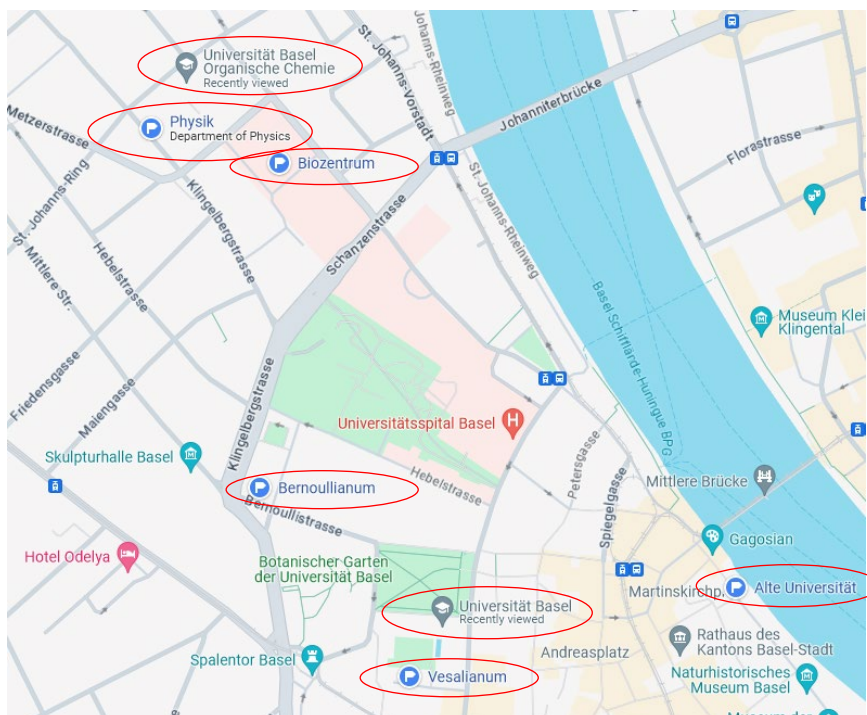 Universität Basel
Organische Chemie
Recently viewed
St. Johanns-Vorstadt
St. Johanns-Rheinweg
Johanniterbrücke
Metzerstrasse
Physik
Department of Physics
Biozentrum
Florastrasse
St. Johanns-Ring
Klingelbergstrasse
Hebelstrasse
Mittlere Str.
Schanzenstrasse
St. Johanns-Rheinweg
Basel Schifflände-Huningue BPG
Museum Klei
Klingental
Friedensgasse
Maiengasse
Klingelbergstrasse
Universitätsspital Basel
Skulpturhalle Basel
Hebelstrasse
Petersgasse
Spiegelgasse
Mittlere Brücke
Bernoullianum
Bernoullistrasse
Gagosian
Hotel Odelya
Botanischer Garten
der Universität Basel
Martinskirchpl
Alte Universität
Universität Basel
Recently viewed
Andreasplatz
Rathaus des
Kantons Basel-Stadt
Spalentor Basel
Vesalianum
Naturhistorisches
Museum Basel